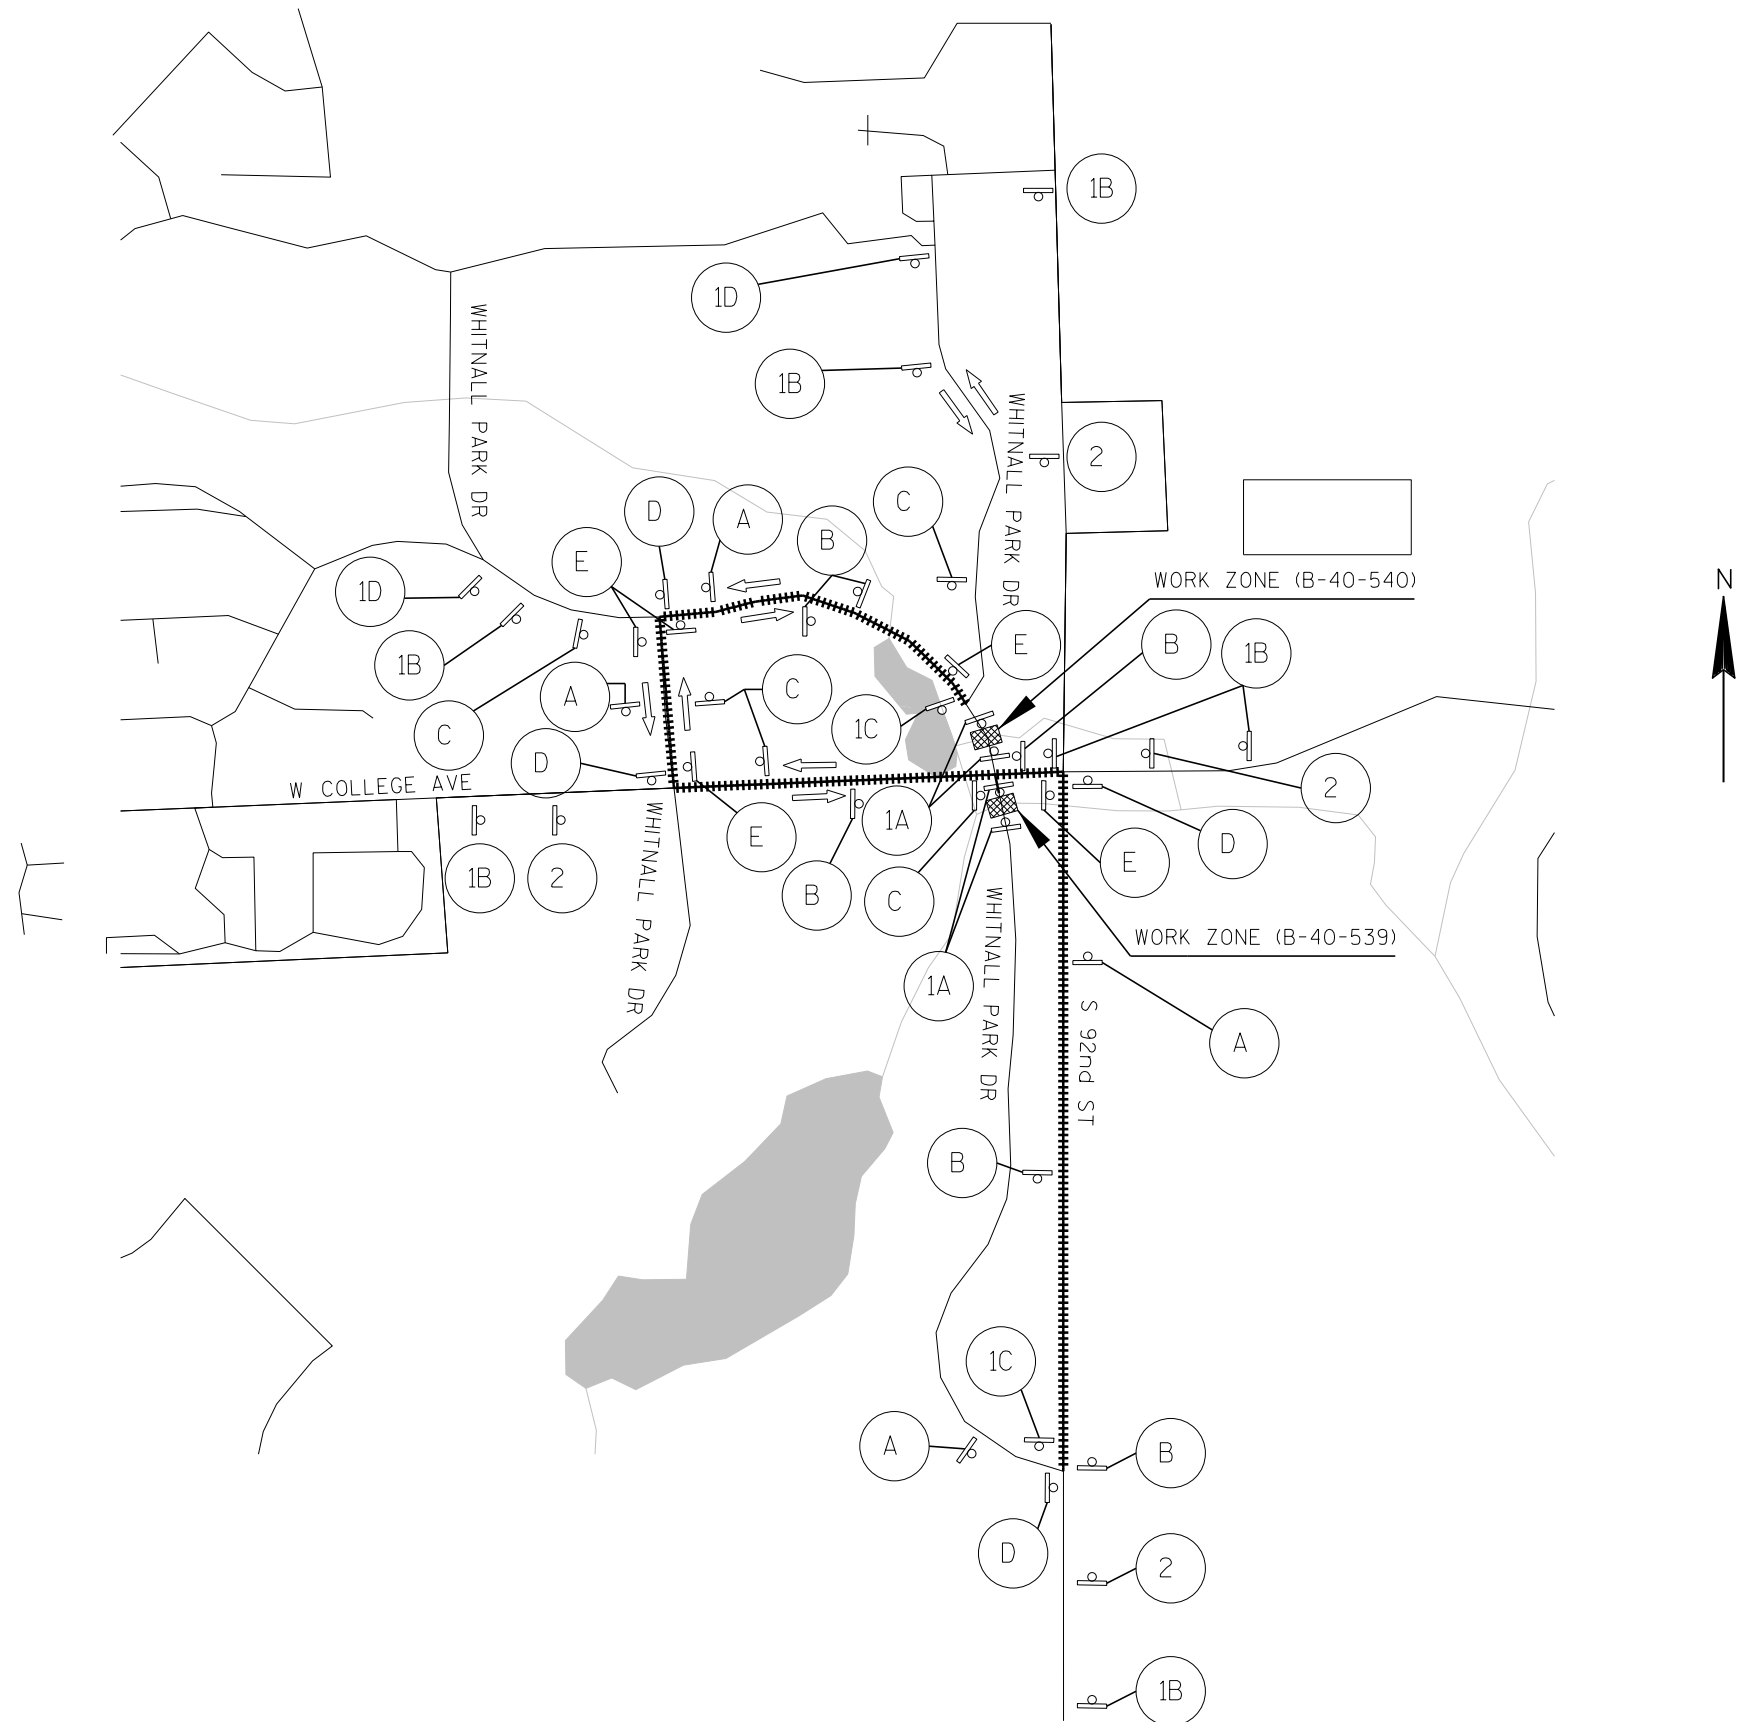 1B
1D
1B
WHITNALL PARK DR
WHITNALL PARK DR
2
C
D
A
B
E
1D
WORK ZONE (B-40-540)
N
1B
E
B
1B
A
C
C
1C
D
W COLLEGE AVE
2
WHITNALL PARK DR
E
1A
D
E
1B
2
B
C
WHITNALL PARK DR
WORK ZONE (B-40-539)
1A
S 92nd ST
A
B
1C
A
B
D
2
1B